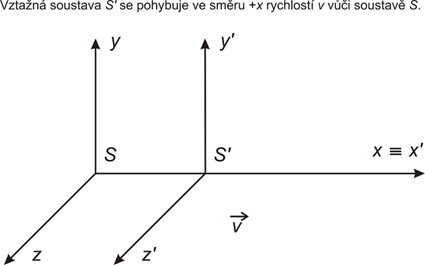 Vztažná soustava S' se pohybuje ve směru +x rychlostí v vůči soustavě S.
y y'
S S'
x ≡ x'
v
z z'